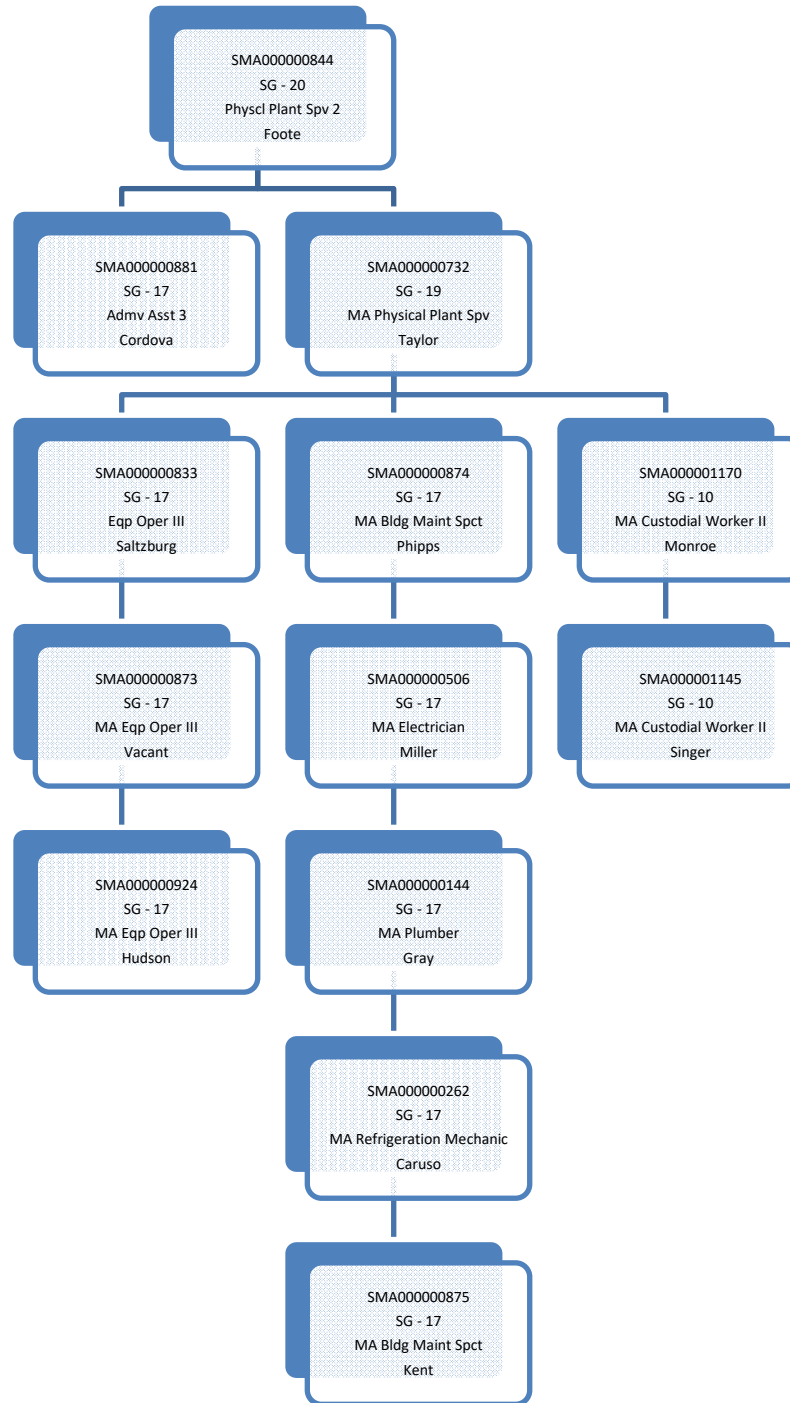 SMA000000844
SG - 20
Physcl Plant Spv 2
Foote
SMA000000881
SG - 17
Admv Asst 3
Cordova
SMA000000732
SG - 19
MA Physical Plant Spv
Taylor
SMA000000833
SG - 17
Eqp Oper III
Saltzburg
SMA000000874
SG - 17
MA Bldg Maint Spct
Phipps
SMA000001170
SG - 10
MA Custodial Worker II
Monroe
SMA000000873
SG - 17
MA Eqp Oper III
Vacant
SMA000000506
SG - 17
MA Electrician
Miller
SMA000001145
SG - 10
MA Custodial Worker II
Singer
SMA000000924
SG - 17
MA Eqp Oper III
Hudson
SMA000000144
SG - 17
MA Plumber
Gray
SMA000000262
SG - 17
MA Refrigeration Mechanic
Caruso
SMA000000875
SG - 17
MA Bldg Maint Spct
Kent